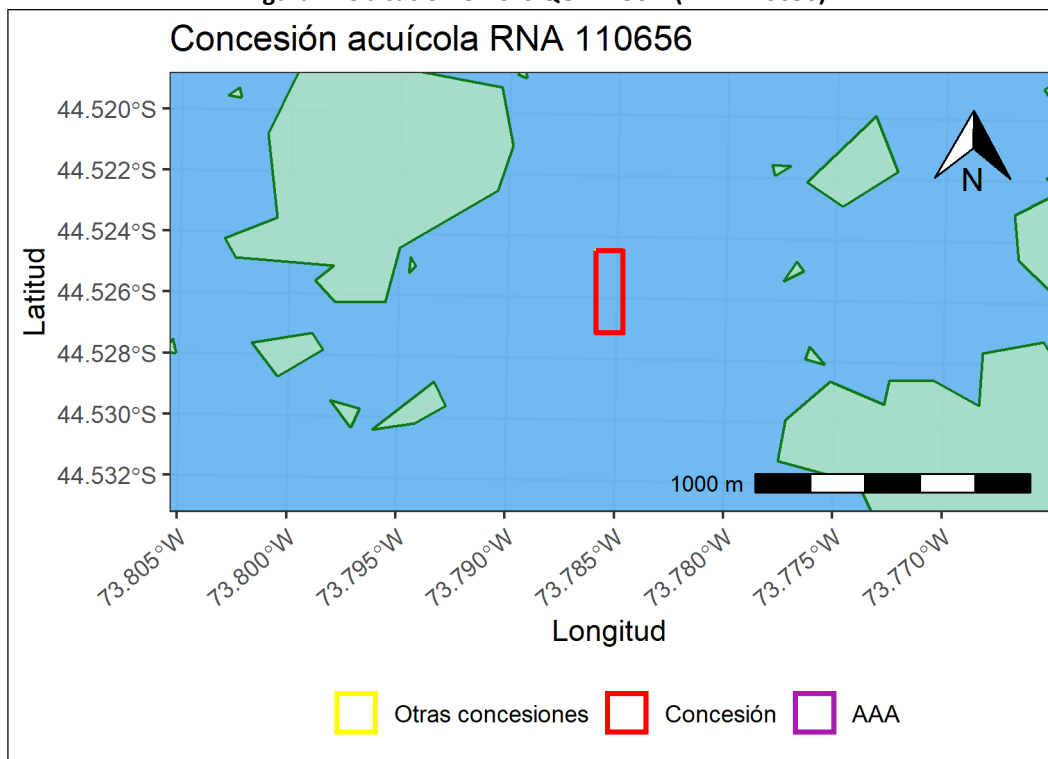 Concesión acuícola RNA 110656
44.520°S
44.522°S
44.524°S
44.526°S
44.528°S
44.530°S
44.532°S
Latitud
N
1000 m
73.805°W
73.800°W
73.795°W
73.790°W
73.785°W
73.780°W
73.775°W
73.770°W
Longitud
Otras concesiones
Concesión
AAA